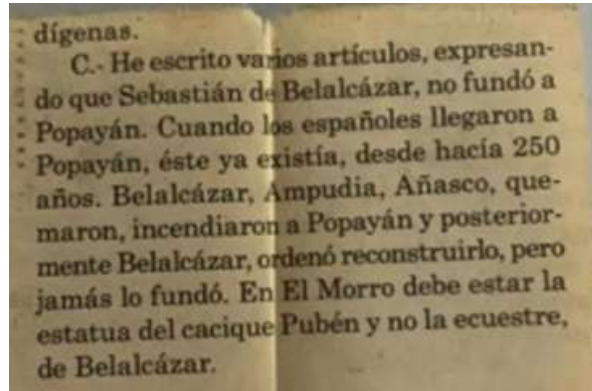 dígenas.
C.- He escrito varios artículos, expresan-
do que Sebastián de Belalcázar, no fundó a
Popayán. Cuando los españoles llegaron a
Popayán, éste ya existía, desde hacía 250
años. Belalcázar, Ampudia, Añasco, que-
maron, incendiaron a Popayán y posterior-
mente Belalcázar, ordenó reconstruirlo, pero
jamás lo fundó. En El Morro debe estar la
estatua del cacique Pubén y no la ecuestre,
de Belalcázar.